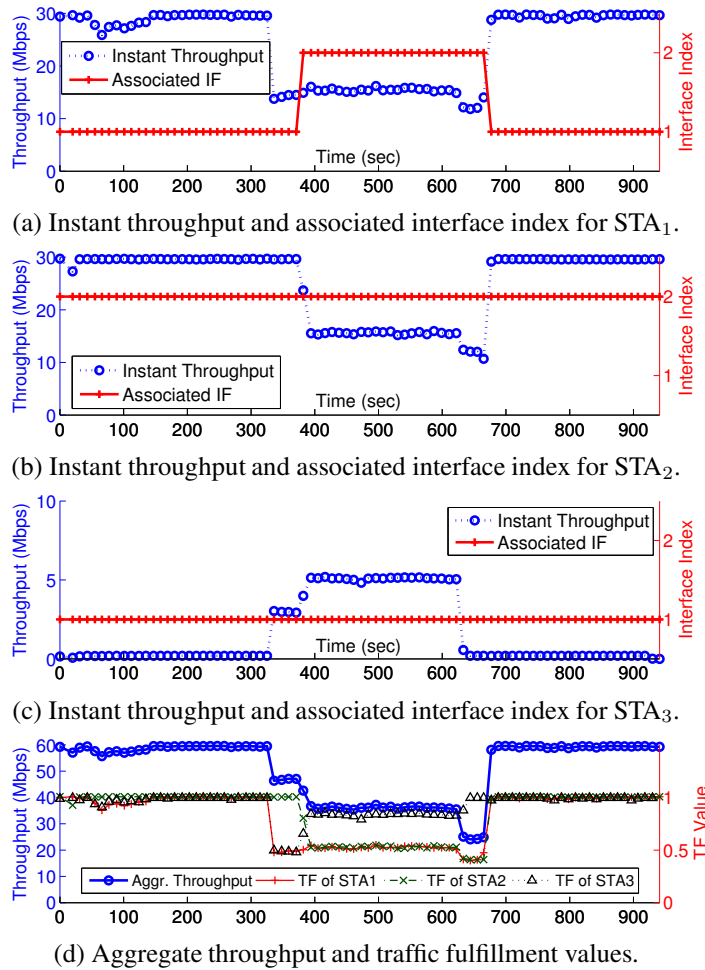 30
20
10
0
Throughput (Mbps)
Instant Throughput
Associated IF
2
1
Interface Index
Time (sec)
0 100 200 300 400 500 600 700 800 900
(a) Instant throughput and associated interface index for STA1.
30
20
10
0
Throughput (Mbps)
Instant Throughput
Associated IF
2
1
Interface Index
Time (sec)
0 100 200 300 400 500 600 700 800 900
(b) Instant throughput and associated interface index for STA2.
10
5
0
Throughput (Mbps)
Instant Throughput
Associated IF
2
1
Interface Index
Time (sec)
0 100 200 300 400 500 600 700 800 900
(c) Instant throughput and associated interface index for STA3.
60
50
40
30
20
10
0
Throughput (Mbps)
1
0.5
0
TF Value
Aggr. Throughput TF of STA1 TF of STA2 TF of STA3
0 100 200 300 400 500 600 700 800 900
(d) Aggregate throughput and traffic fulfillment values.